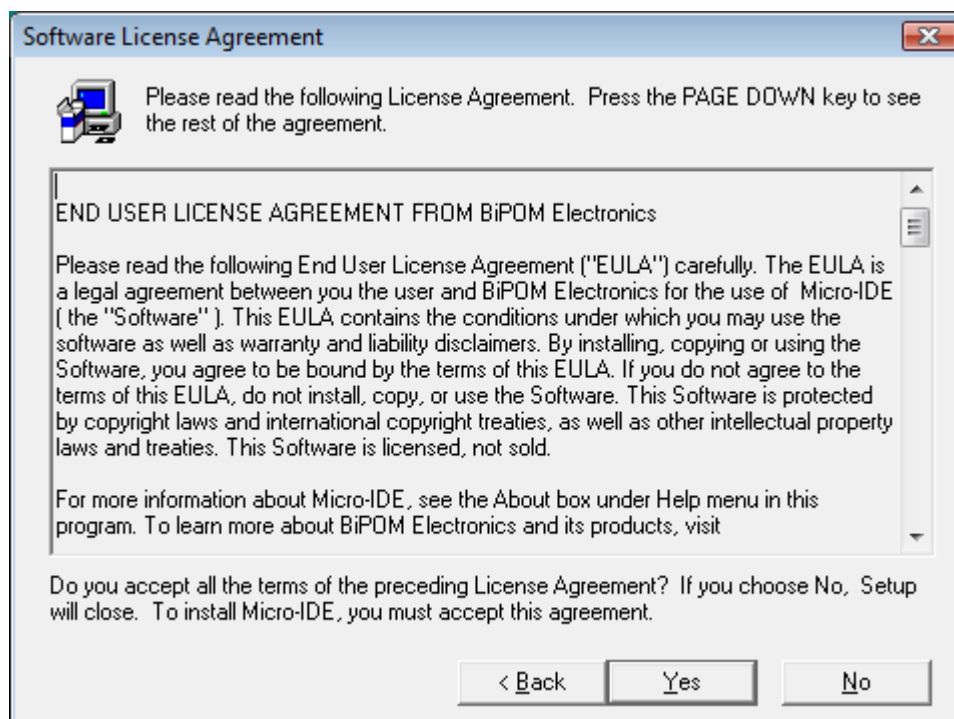 Software License Agreement
Please read the following License Agreement.  Press the PAGE DOWN key to see
the rest of the agreement.
END USER LICENSE AGREEMENT FROM BiPOM Electronics
Please read the following End User License Agreement ("EULA") carefully. The EULA is
a legal agreement between you the user and BiPOM Electronics for the use of  Micro-IDE
( the "Software" ). This EULA contains the conditions under which you may use the
software as well as warranty and liability disclaimers. By installing, copying or using the
Software, you agree to be bound by the terms of this EULA. If you do not agree to the
terms of this EULA, do not install, copy, or use the Software. This Software is protected
by copyright laws and international copyright treaties, as well as other intellectual property
laws and treaties. This Software is licensed, not sold.
For more information about Micro-IDE, see the About box under Help menu in this
program. To learn more about BiPOM Electronics and its products, visit
Do you accept all the terms of the preceding License Agreement?  If you choose No,  Setup
will close.  To install Micro-IDE, you must accept this agreement.
< Back
Yes
No